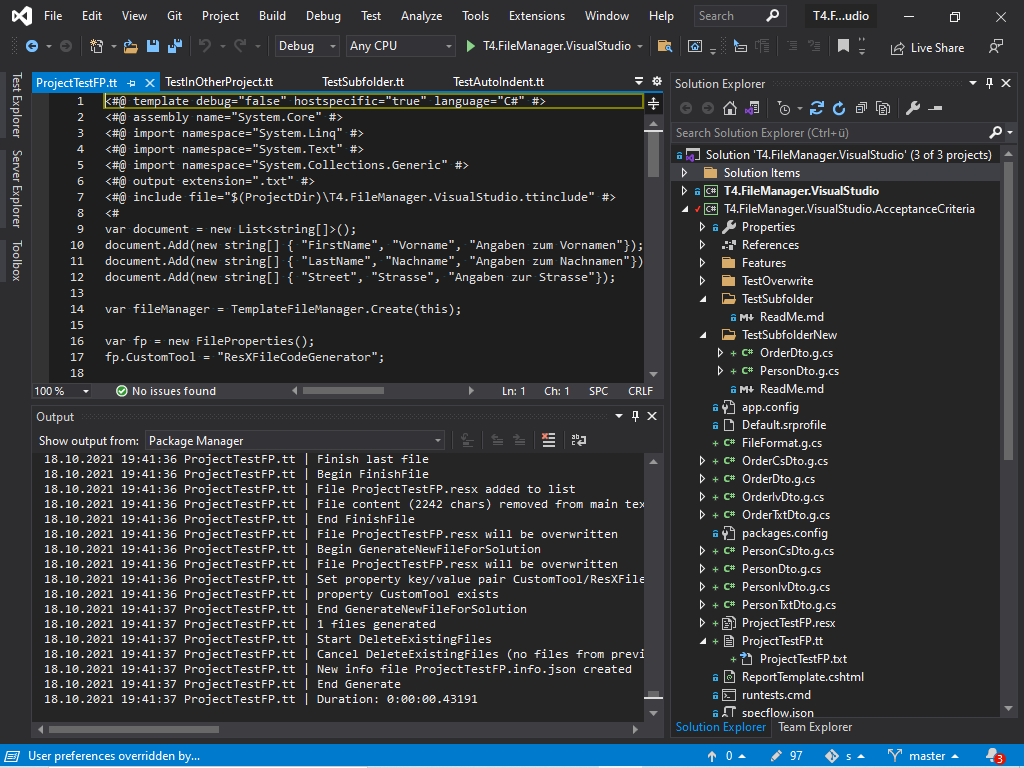 File Edit View Git Project Build Debug Test Analyze Tools Extensions Window Help Search T4.F...udio
Debug Any CPU T4.FileManager.VisualStudio Live Share
Test Explorer
Server Explorer
Toolbox
ProjectTestFP.tt TestInOtherProject.tt TestSubfolder.tt TestAutoIndent.tt
1 <#@ template debug="false" hostspecific="true" language="C#" #>
2 <#@ assembly name="System.Core" #>
3 <#@ import namespace="System.Linq" #>
4 <#@ import namespace="System.Text" #>
5 <#@ import namespace="System.Collections.Generic" #>
6 <#@ output extension=".txt" #>
7 <#@ include file="$(ProjectDir)\T4.FileManager.VisualStudio.ttinclude" #>
8 <#
9 var document = new List<string[]>();
10 document.Add(new string[] { "FirstName", "Vorname", "Angaben zum Vornamen"});
11 document.Add(new string[] { "LastName", "Nachname", "Angaben zum Nachnamen"})
12 document.Add(new string[] { "Street", "Strasse", "Angaben zur Strasse"});
13
14 var fileManager = TemplateFileManager.Create(this);
15
16 var fp = new FileProperties();
17 fp.CustomTool = "ResXFileCodeGenerator";
18
100 % No issues found Ln: 1 Ch: 1 SPC CRLF
Output
Show output from: Package Manager
18.10.2021 19:41:36 ProjectTestFP.tt | Finish last file
18.10.2021 19:41:36 ProjectTestFP.tt | Begin FinishFile
18.10.2021 19:41:36 ProjectTestFP.tt | File ProjectTestFP.resx added to list
18.10.2021 19:41:36 ProjectTestFP.tt | File content (2242 chars) removed from main tex
18.10.2021 19:41:36 ProjectTestFP.tt | End FinishFile
18.10.2021 19:41:36 ProjectTestFP.tt | File ProjectTestFP.resx will be overwritten
18.10.2021 19:41:36 ProjectTestFP.tt | Begin GenerateNewFileForSolution
18.10.2021 19:41:36 ProjectTestFP.tt | File ProjectTestFP.resx will be overwritten
18.10.2021 19:41:36 ProjectTestFP.tt | Set property key/value pair CustomTool/ResXFile
18.10.2021 19:41:36 ProjectTestFP.tt | property CustomTool exists
18.10.2021 19:41:37 ProjectTestFP.tt | End GenerateNewFileForSolution
18.10.2021 19:41:37 ProjectTestFP.tt | 1 files generated
18.10.2021 19:41:37 ProjectTestFP.tt | Start DeleteExistingFiles
18.10.2021 19:41:37 ProjectTestFP.tt | Cancel DeleteExistingFiles (no files from previ
18.10.2021 19:41:37 ProjectTestFP.tt | New info file ProjectTestFP.info.json created
18.10.2021 19:41:37 ProjectTestFP.tt | End Generate
18.10.2021 19:41:37 ProjectTestFP.tt | Duration: 0:00:00.43191
Solution Explorer
Search Solution Explorer (Ctrl+ü)
Solution 'T4.FileManager.VisualStudio' (3 of 3 projects)
Solution Items
C# T4.FileManager.VisualStudio
C# T4.FileManager.VisualStudio.AcceptanceCriteria
Properties
References
Features
TestOverwrite
TestSubfolder
M↓ ReadMe.md
TestSubfolderNew
+ C# OrderDto.g.cs
+ C# PersonDto.g.cs
M↓ ReadMe.md
app.config
Default.srprofile
+ C# FileFormat.g.cs
+ C# OrderCsDto.g.cs
+ C# OrderDto.g.cs
+ C# OrderIvDto.g.cs
+ C# OrderTxtDto.g.cs
packages.config
+ C# PersonCsDto.g.cs
+ C# PersonDto.g.cs
+ C# PersonIvDto.g.cs
+ C# PersonTxtDto.g.cs
+ ProjectTestFP.resx
+ ProjectTestFP.tt
+ ProjectTestFP.txt
ReportTemplate.cshtml
runtests.cmd
specflow.json
Solution Explorer Team Explorer
User preferences overridden by... 0 97 s master 3